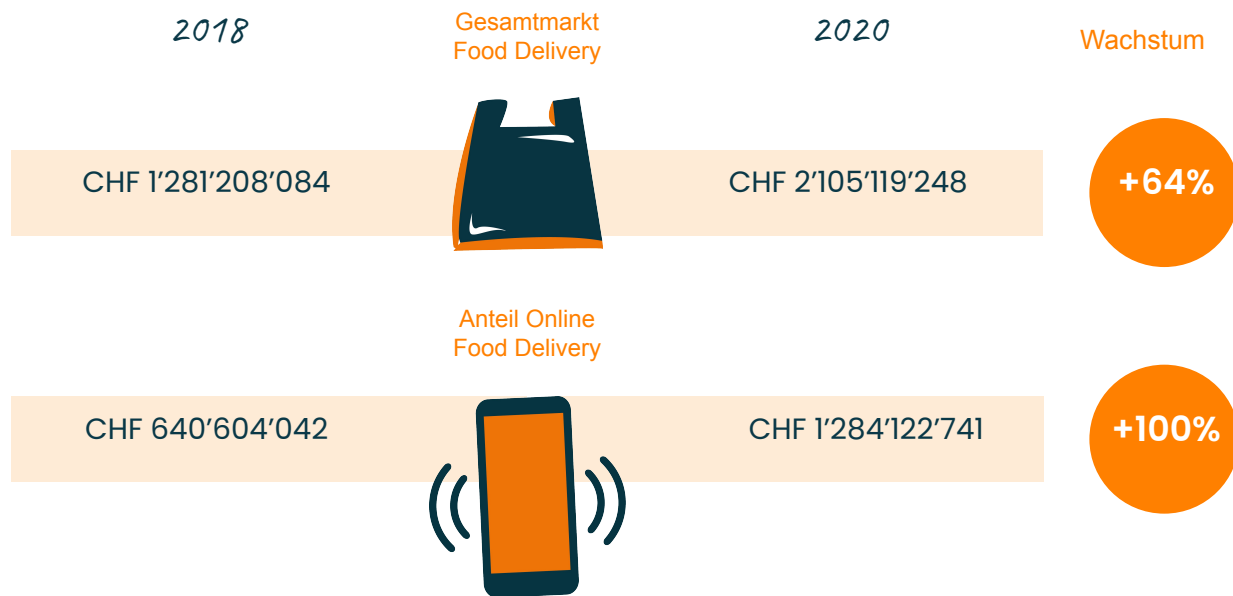 2018
Gesamtmarkt
Food Delivery
2020
Wachstum
CHF 1’281’208’084
CHF 2’105’119’248
+64%
Anteil Online
Food Delivery
CHF 640’604’042
CHF 1’284’122’741
+100%